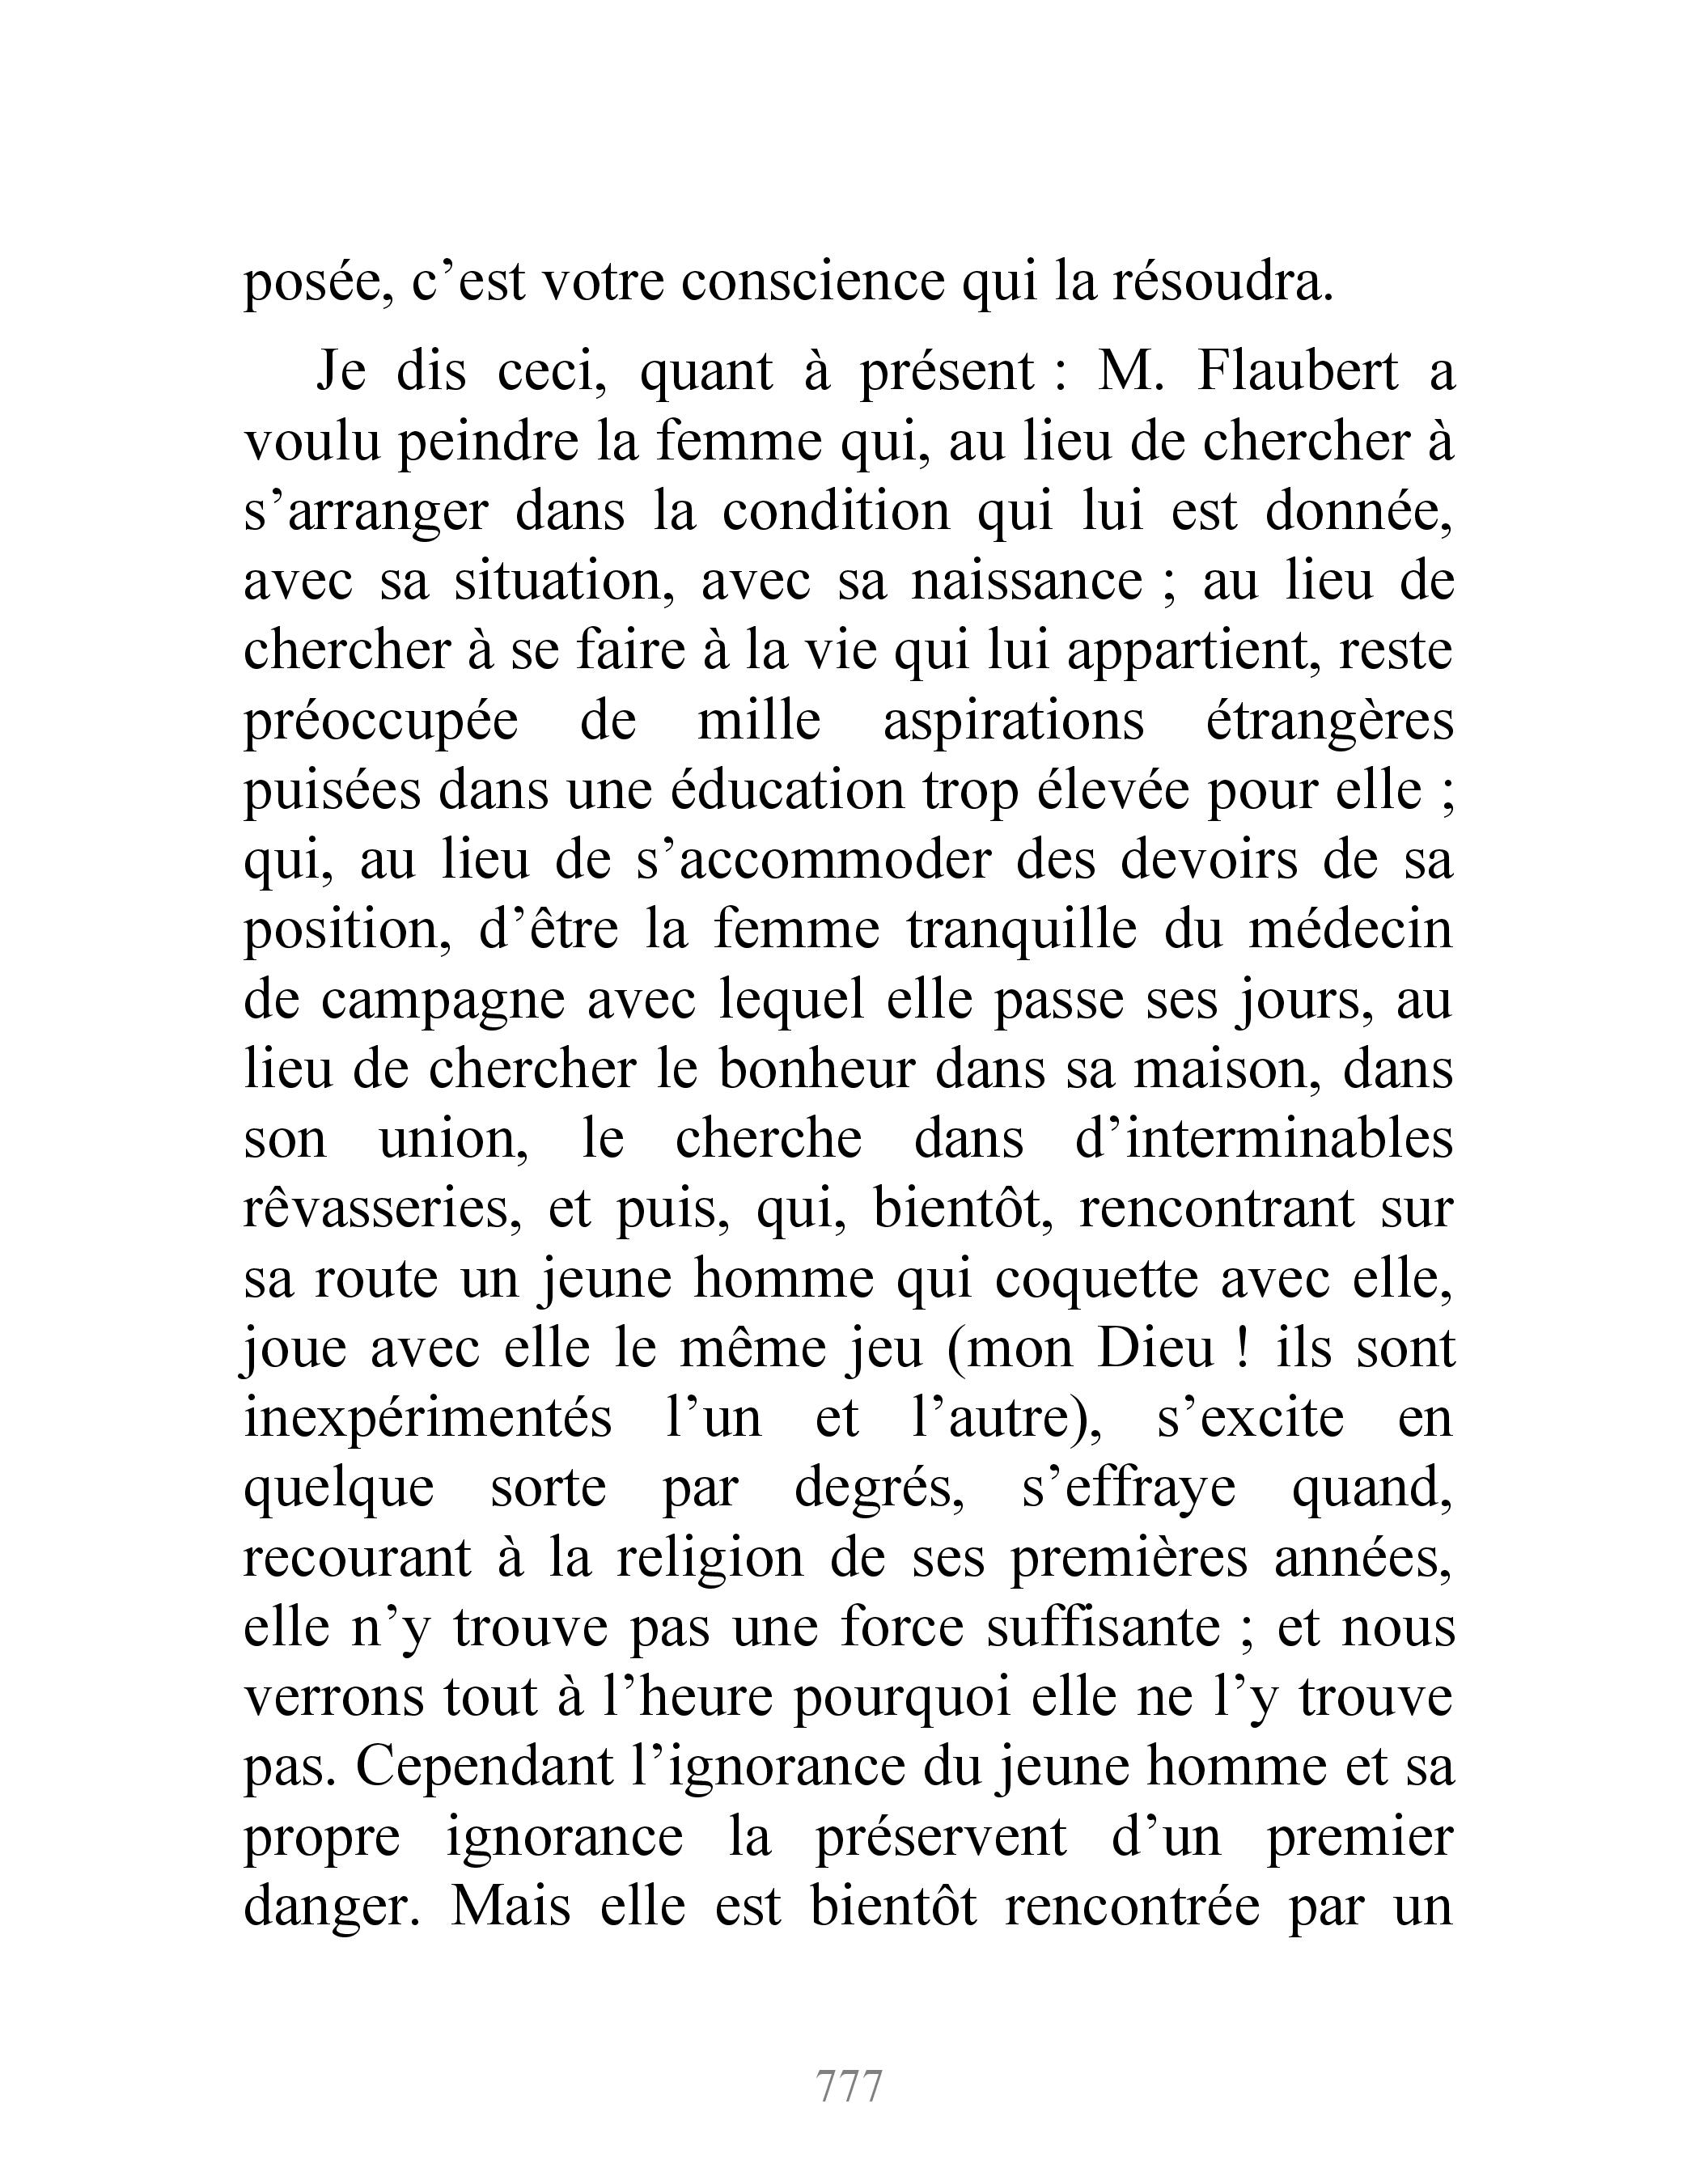 posée, c’est votre conscience qui la résoudra.
Je dis ceci, quant à présent : M. Flaubert a
voulu peindre la femme qui, au lieu de chercher à
s’arranger dans la condition qui lui est donnée,
avec sa situation, avec sa naissance ; au lieu de
chercher à se faire à la vie qui lui appartient, reste
préoccupée de mille aspirations étrangères
puisées dans une éducation trop élevée pour elle ;
qui, au lieu de s’accommoder des devoirs de sa
position, d’être la femme tranquille du médecin
de campagne avec lequel elle passe ses jours, au
lieu de chercher le bonheur dans sa maison, dans
son union, le cherche dans d’interminables
rêvasseries, et puis, qui, bientôt, rencontrant sur
sa route un jeune homme qui coquette avec elle,
joue avec elle le même jeu (mon Dieu ! ils sont
inexpérimentés l’un et l’autre), s’excite en
quelque sorte par degrés, s’effraye quand,
recourant à la religion de ses premières années,
elle n’y trouve pas une force suffisante ; et nous
verrons tout à l’heure pourquoi elle ne l’y trouve
pas. Cependant l’ignorance du jeune homme et sa
propre ignorance la préservent d’un premier
danger. Mais elle est bientôt rencontrée par un
777